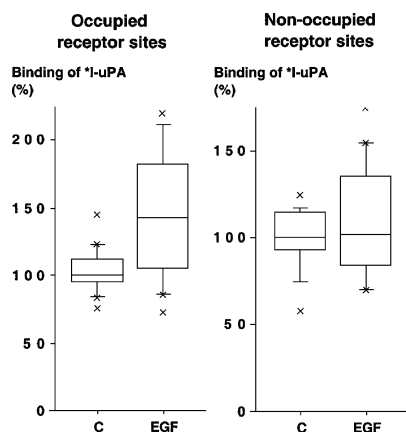 Occupied
receptor sites
Non-occupied
receptor sites
Binding of *I-uPA
(%)
Binding of *I-uPA
(%)
200
150
100
50
0
C
EGF
150
100
50
0
C
EGF